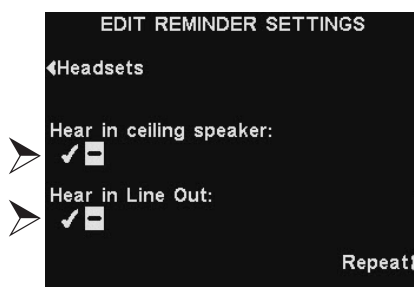 EDIT REMINDER SETTINGS
Headsets
Hear in ceiling speaker:
Hear in Line Out:
Repeat